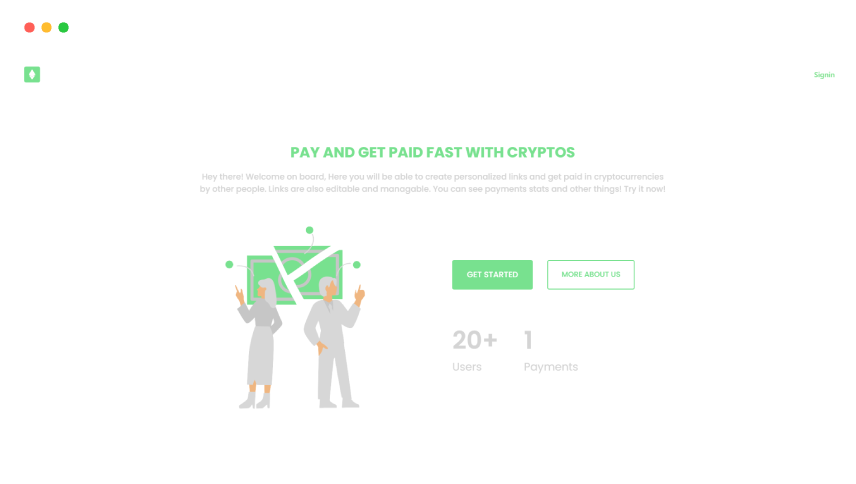 Signin
PAY AND GET PAID FAST WITH CRYPTOS
Hey there! Welcome on board, Here you will be able to create personalized links and get paid in cryptocurrencies
by other people. Links are also editable and managable. You can see payments stats and other things! Try it now!
GET STARTED
MORE ABOUT US
20+
1
Users
Payments